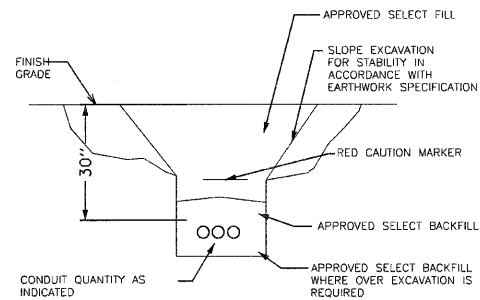 APPROVED SELECT FILL
SLOPE EXCAVATION
FOR STABILITY IN
ACCORDANCE WITH
EARTHWORK SPECIFICATION
FINISH
GRADE
30"
RED CAUTION MARKER
APPROVED SELECT BACKFILL
CONDUIT QUANTITY AS
INDICATED
APPROVED SELECT BACKFILL
WHERE OVER EXCAVATION IS
REQUIRED